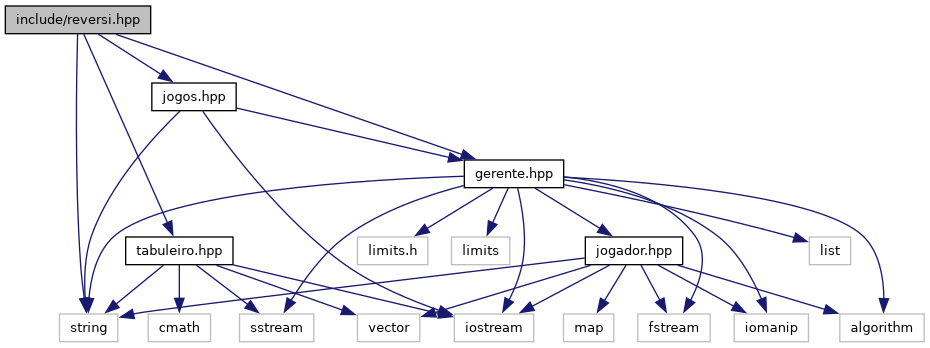 include/reversi.hpp
jogos.hpp
gerente.hpp
tabuleiro.hpp
limits.h
limits
jogador.hpp
list
string
cmath
sstream
vector
iostream
map
fstream
iomanip
algorithm